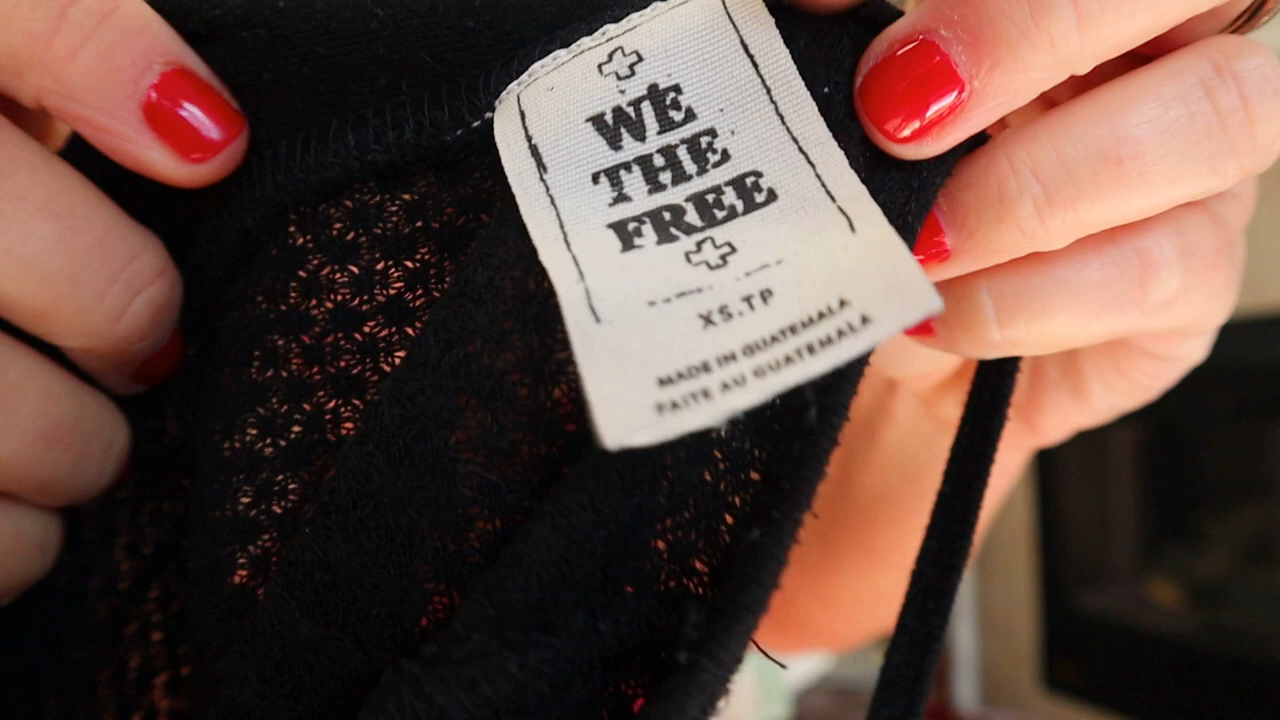 WE
THE
FREE
XS.TP
MADE IN GUATEMALA
FAITE AU GUATEMALA